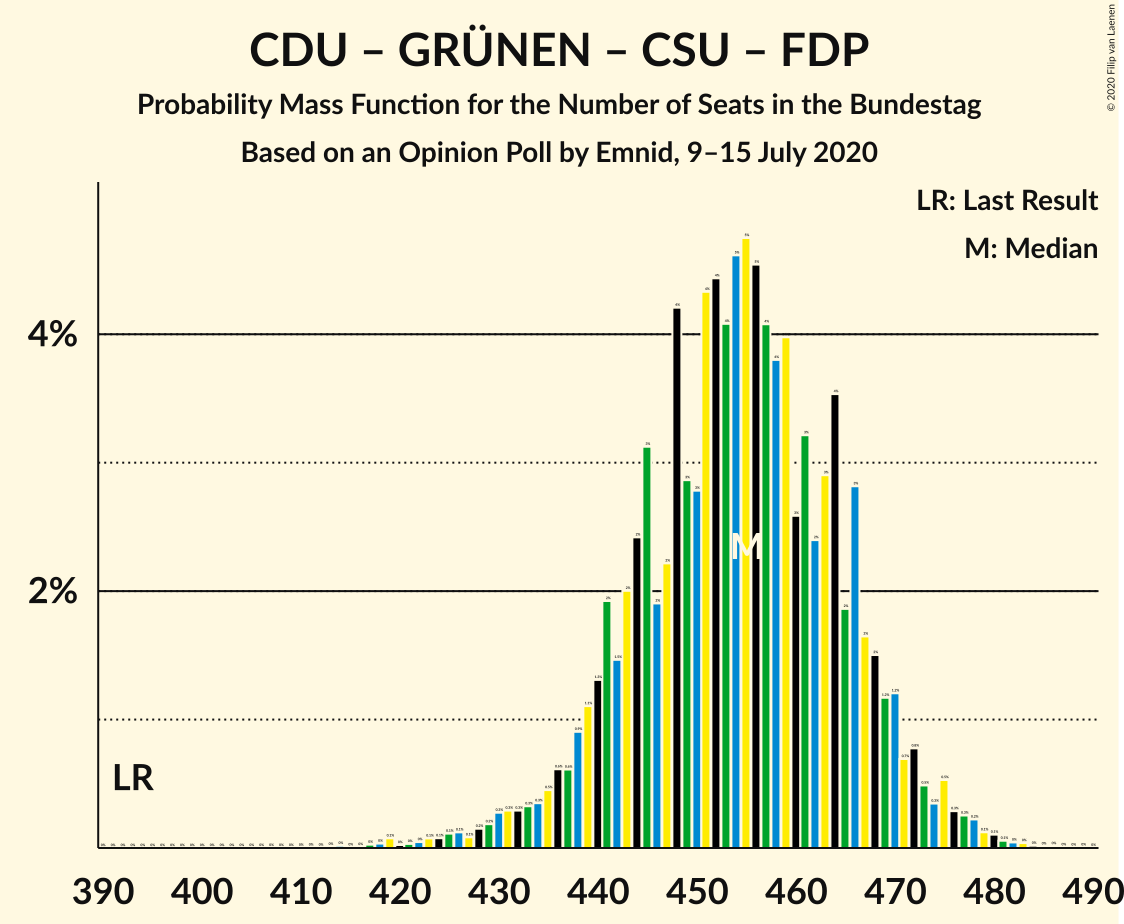 CDU – GRÜNEN – CSU – FDP
Probability Mass Function for the Number of Seats in the Bundestag
Based on an Opinion Poll by Emnid, 9–15 July 2020
© 2020 Filip van Laenen
LR: Last Result
M: Median
4%
2%
LR
M
390 400 410 420 430 440 450 460 470 480 490